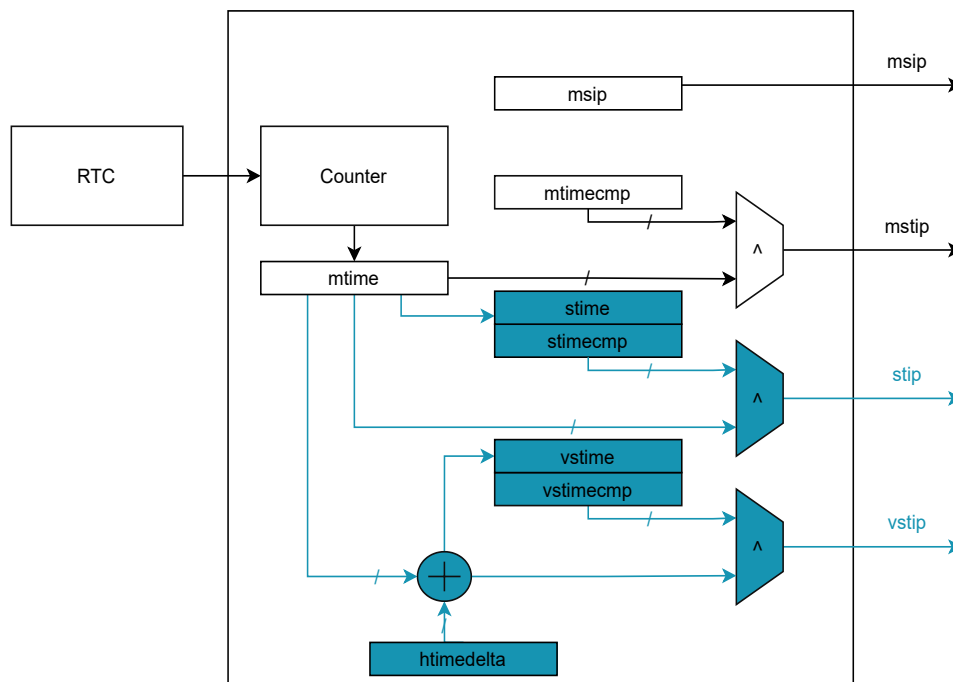 msip
msip
RTC
Counter
mtimecmp
mstip
^
mtime
stime
stimecmp
stip
^
vstime
vstimecmp
vstip
^
htimedelta